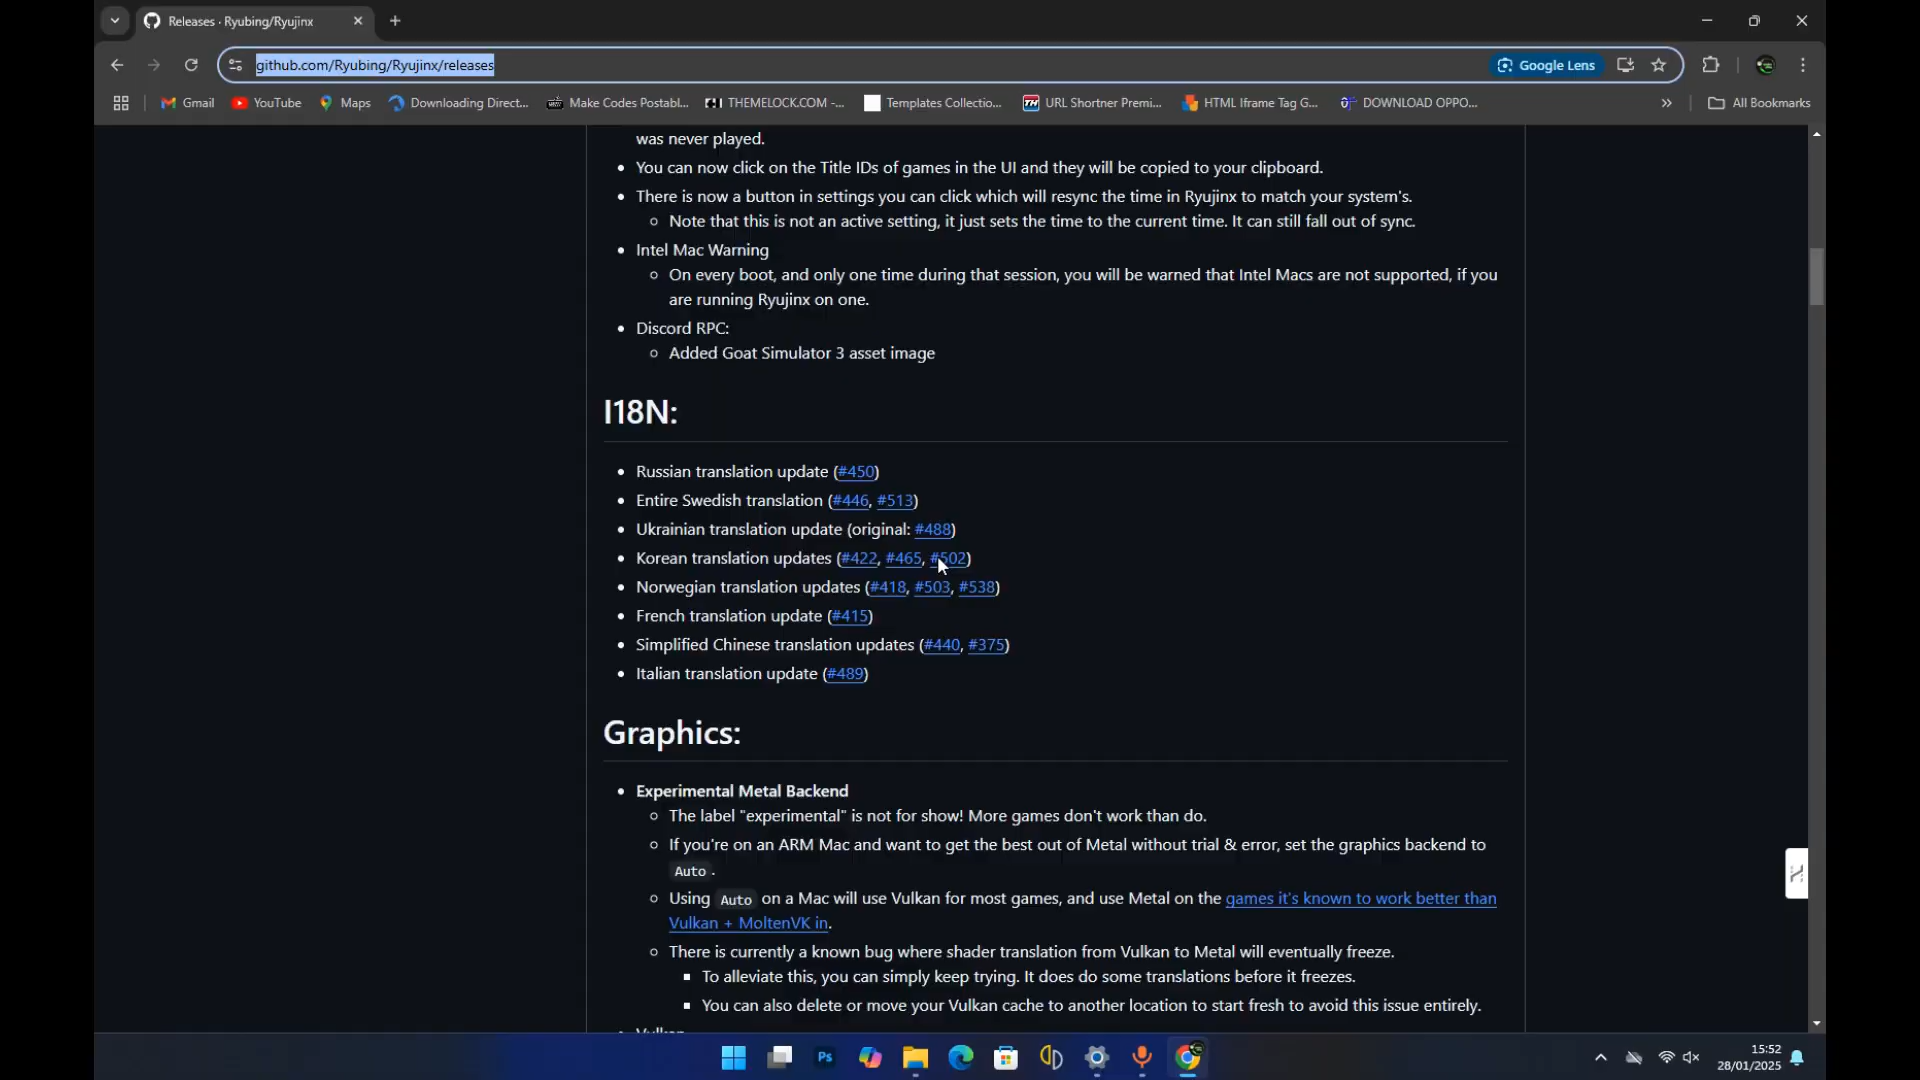 Releases · Ryubing/Ryujinx
github.com/Ryubing/Ryujinx/releases
Google Lens
Gmail
YouTube
Maps
Downloading Direct...
Make Codes Postabl...
THEMELOCK.COM -...
Templates Collectio...
URL Shortner Premi...
HTML Iframe Tag G...
DOWNLOAD OPPO...
»
All Bookmarks
was never played.
• You can now click on the Title IDs of games in the UI and they will be copied to your clipboard.
• There is now a button in settings you can click which will resync the time in Ryujinx to match your system's.
Note that this is not an active setting, it just sets the time to the current time. It can still fall out of sync.
• Intel Mac Warning
On every boot, and only one time during that session, you will be warned that Intel Macs are not supported, if you
are running Ryujinx on one.
• Discord RPC:
Added Goat Simulator 3 asset image
I18N:
• Russian translation update (#450)
• Entire Swedish translation (#446, #513)
• Ukrainian translation update (original: #488)
• Korean translation updates (#422, #465, #502)
• Norwegian translation updates (#418, #503, #538)
• French translation update (#415)
• Simplified Chinese translation updates (#440, #375)
• Italian translation update (#489)
Graphics:
• Experimental Metal Backend
The label "experimental" is not for show! More games don't work than do.
If you're on an ARM Mac and want to get the best out of Metal without trial & error, set the graphics backend to
Auto .
Using Auto on a Mac will use Vulkan for most games, and use Metal on the games it's known to work better than
Vulkan + MoltenVK in.
There is currently a known bug where shader translation from Vulkan to Metal will eventually freeze.
To alleviate this, you can simply keep trying. It does do some translations before it freezes.
You can also delete or move your Vulkan cache to another location to start fresh to avoid this issue entirely.
• Vulkan
Ps
15:52
28/01/2025